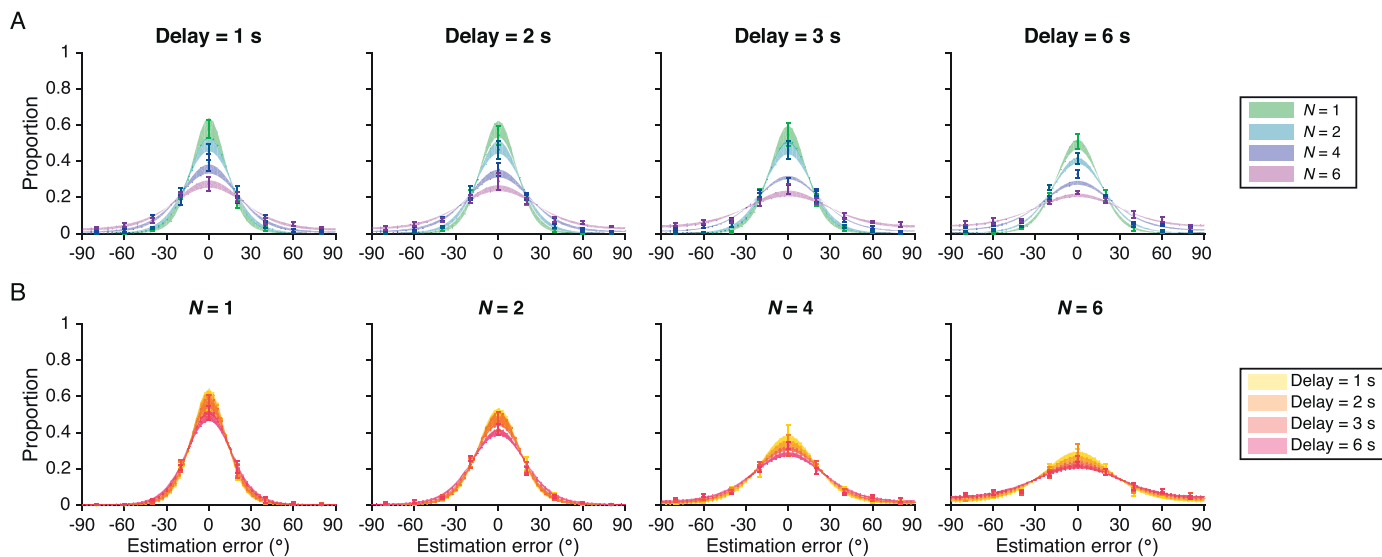 A
Delay = 1 s
Delay = 2 s
Delay = 3 s
Delay = 6 s
Proportion
1
0.8
0.6
0.4
0.2
0
-90 -60 -30 0 30 60 90
-90 -60 -30 0 30 60 90
-90 -60 -30 0 30 60 90
-90 -60 -30 0 30 60 90
N = 1
N = 2
N = 4
N = 6
B
N = 1
N = 2
N = 4
N = 6
Proportion
1
0.8
0.6
0.4
0.2
0
-90 -60 -30 0 30 60 90
-90 -60 -30 0 30 60 90
-90 -60 -30 0 30 60 90
-90 -60 -30 0 30 60 90
Estimation error (°)
Estimation error (°)
Estimation error (°)
Estimation error (°)
Delay = 1 s
Delay = 2 s
Delay = 3 s
Delay = 6 s